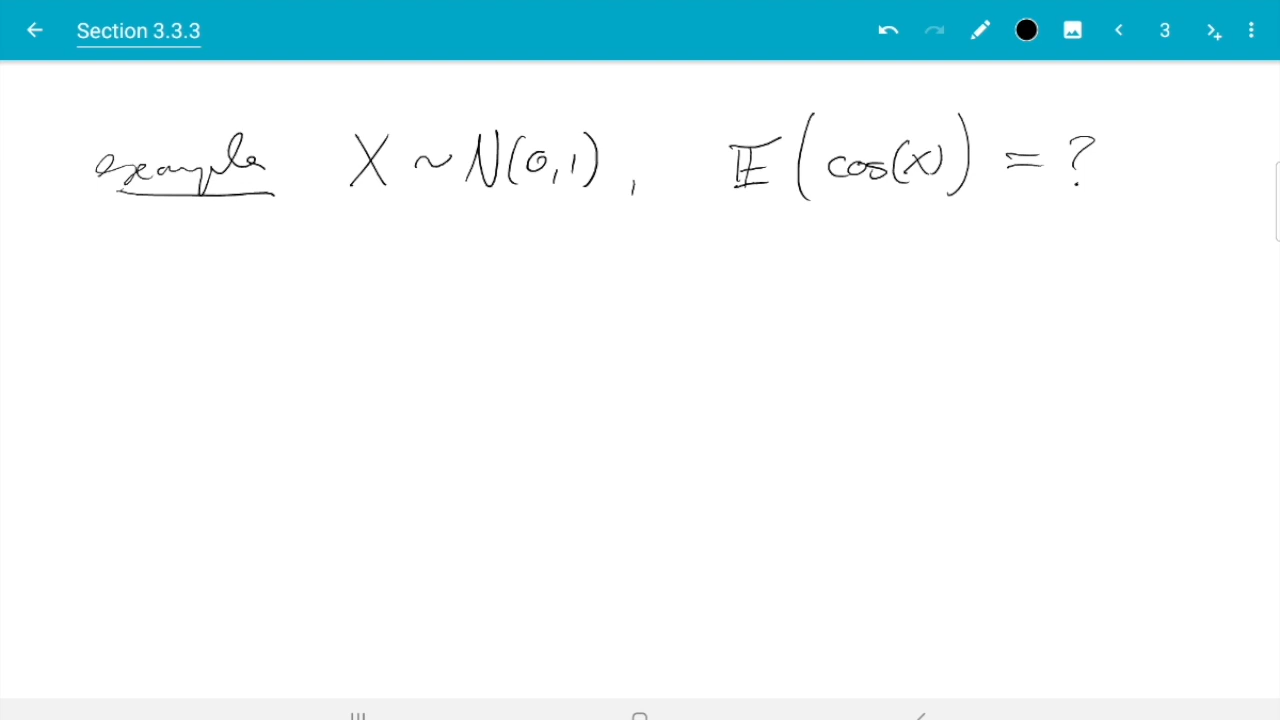 Section 3.3.3 3
example X ~ N(0,1), 𝔼(cos(X)) = ?